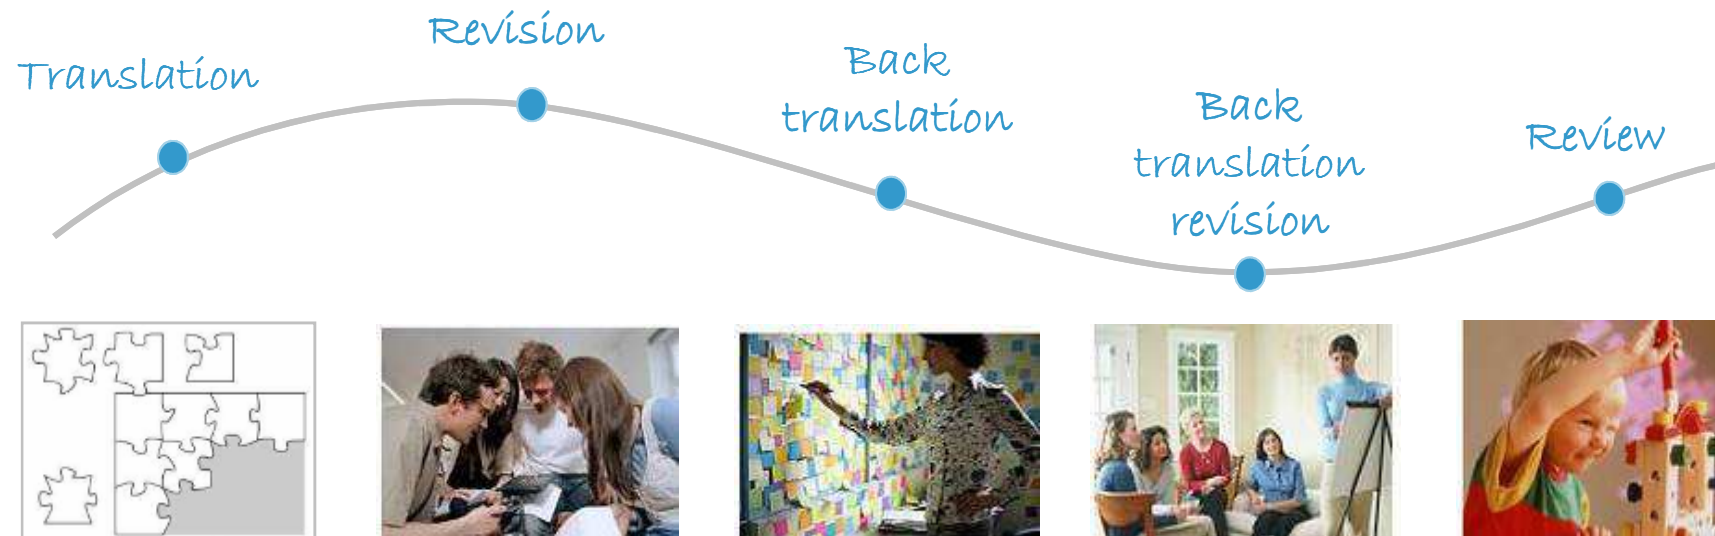 Translation
Revision
Back
translation
Back
translation
revision
Review